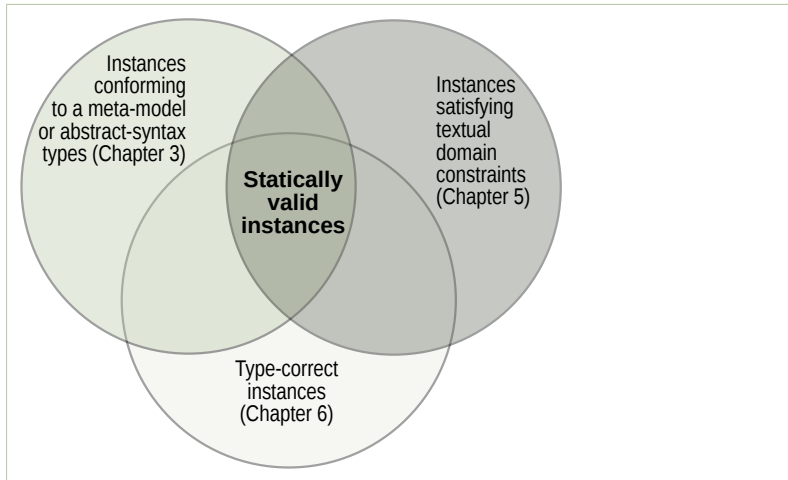 Instances
conforming
to a meta-model
or abstract-syntax
types (Chapter 3)
Instances
satisfying
textual
domain
constraints
(Chapter 5)
Statically
valid
instances
Type-correct
instances
(Chapter 6)